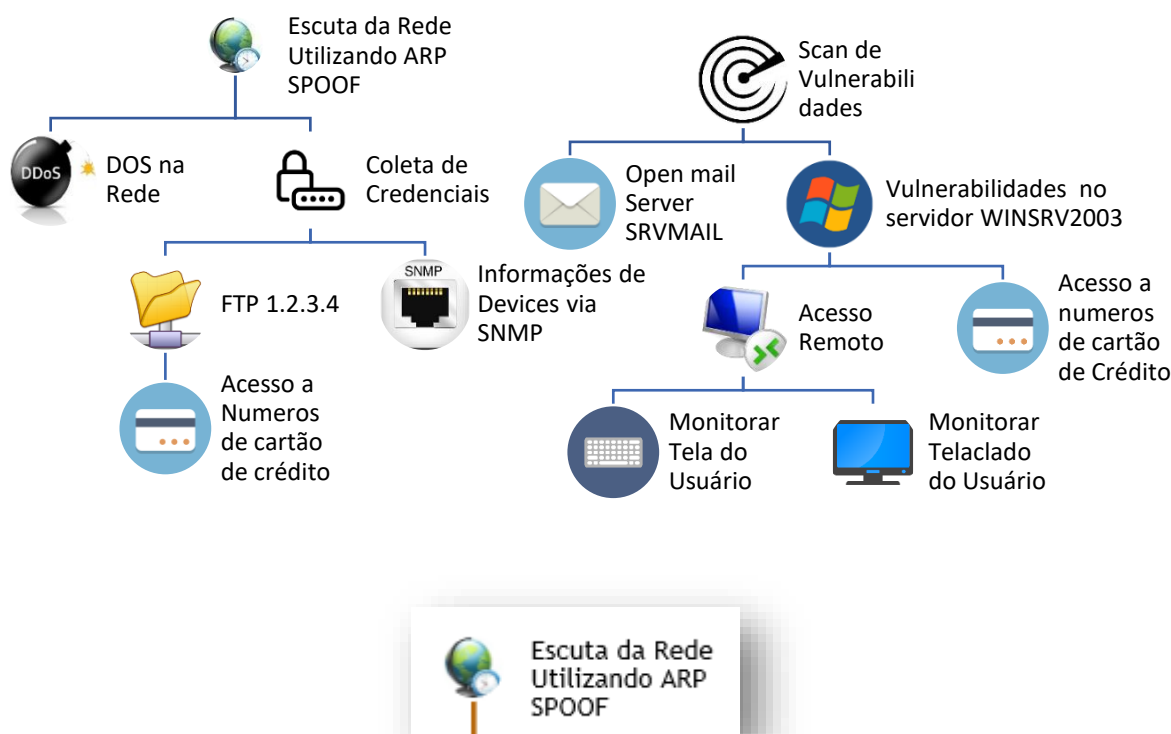 Escuta da Rede
Utilizando ARP
SPOOF
DDoS
DOS na
Rede
Coleta de
Credenciais
FTP 1.2.3.4
SNMP
Informações de
Devices via
SNMP
Acesso a
Numeros
de cartão
de crédito
Scan de
Vulnerabili
dades
Open mail
Server
SRVMAIL
Vulnerabilidades no
servidor WINSRV2003
Acesso
Remoto
Acesso a
numeros
de cartão
de Crédito
Monitorar
Tela do
Usuário
Monitorar
Telaclado
do Usuário
Escuta da Rede
Utilizando ARP
SPOOF